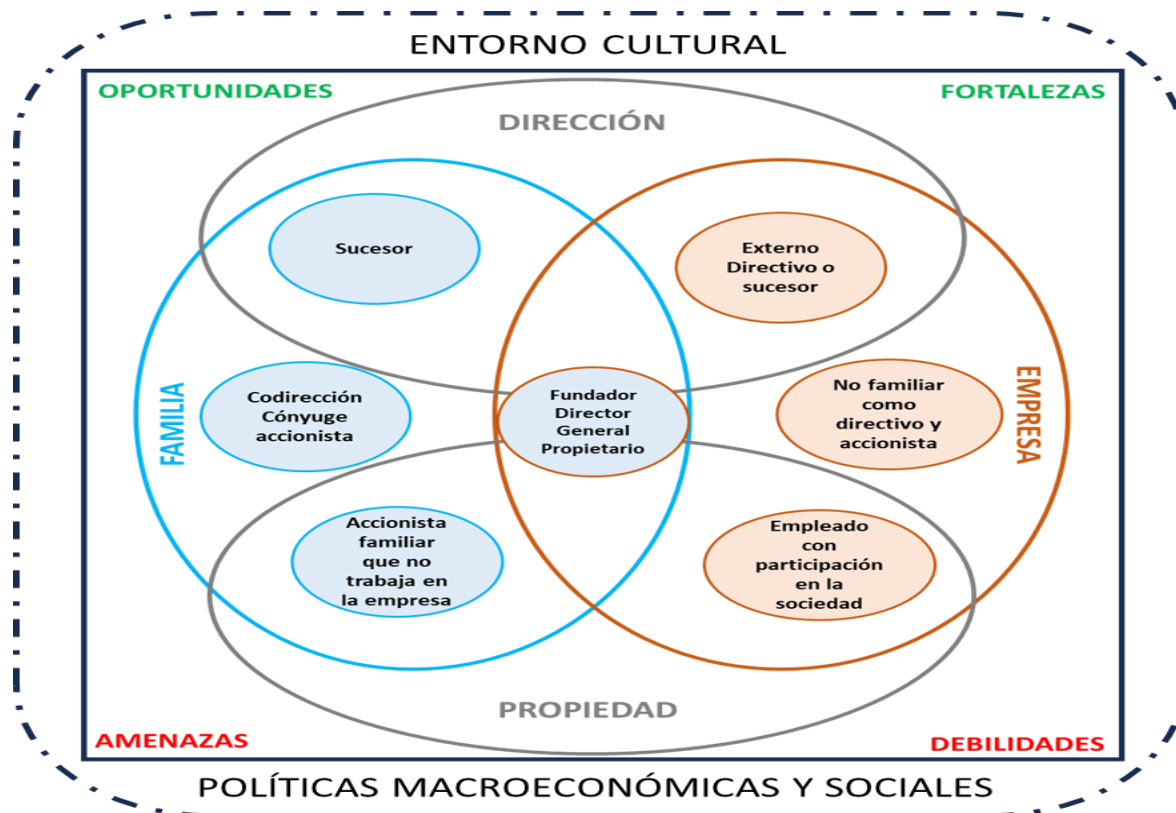 ENTORNO CULTURAL
OPORTUNIDADES
FORTALEZAS
DIRECCIÓN
Sucesor
Externo
Directivo o
sucesor
FAMILIA
Codirección
Cónyuge
accionista
Fundador
Director
General
Propietario
No familiar
como
directivo y
accionista
EMPRESA
Accionista
familiar
que no
trabaja en
la empresa
Empleado
con
participación
en la
sociedad
PROPIEDAD
AMENAZAS
DEBILIDADES
POLÍTICAS MACROECONÓMICAS Y SOCIALES